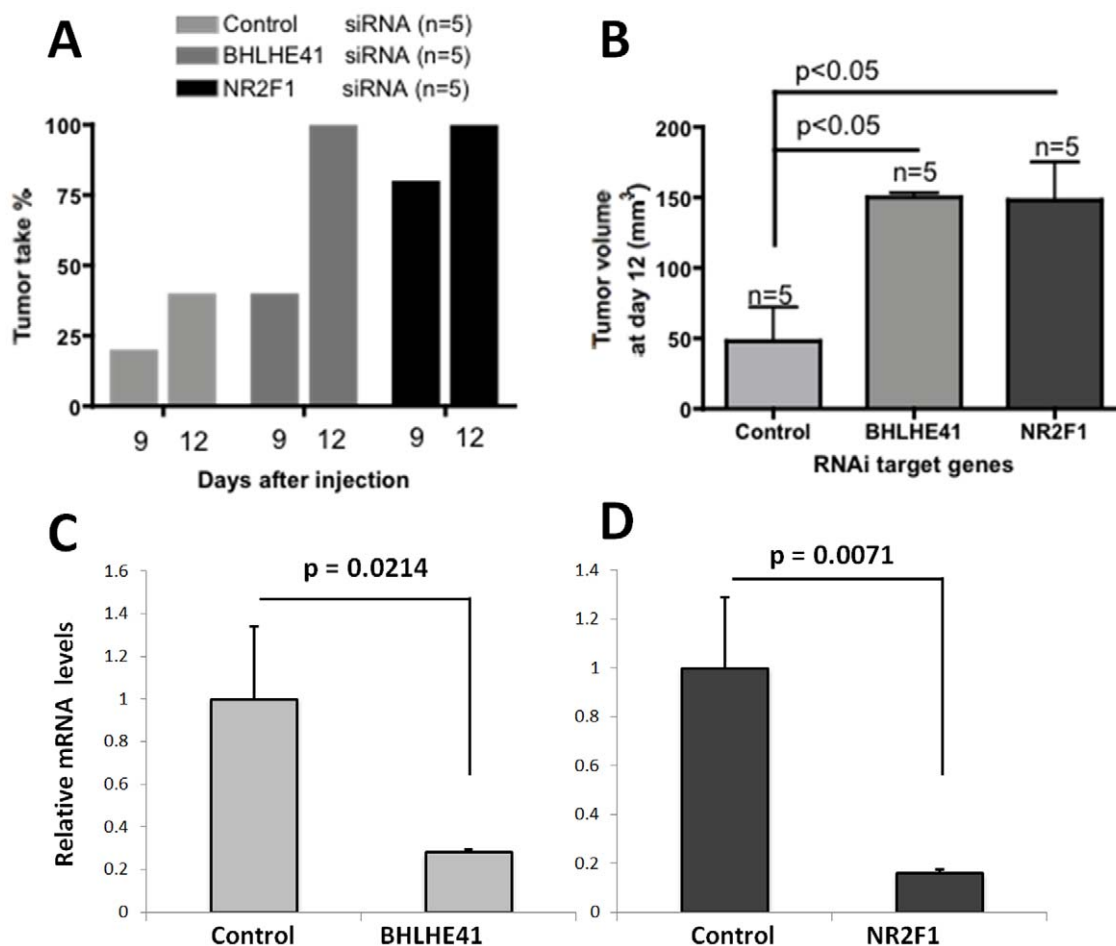 A
Control siRNA (n=5)
BHLHE41 siRNA (n=5)
NR2F1 siRNA (n=5)
Tumor take %
100
75
50
25
0
9 12 9 12 9 12
Days after injection
B
p<0.05
p<0.05
Tumor volume
at day 12 (mm³)
200
150
100
50
0
n=5
n=5
n=5
Control BHLHE41 NR2F1
RNAi target genes
C
p = 0.0214
Relative mRNA levels
1.6
1.4
1.2
1
0.8
0.6
0.4
0.2
0
Control BHLHE41
D
p = 0.0071
1.4
1.2
1
0.8
0.6
0.4
0.2
0
Control NR2F1